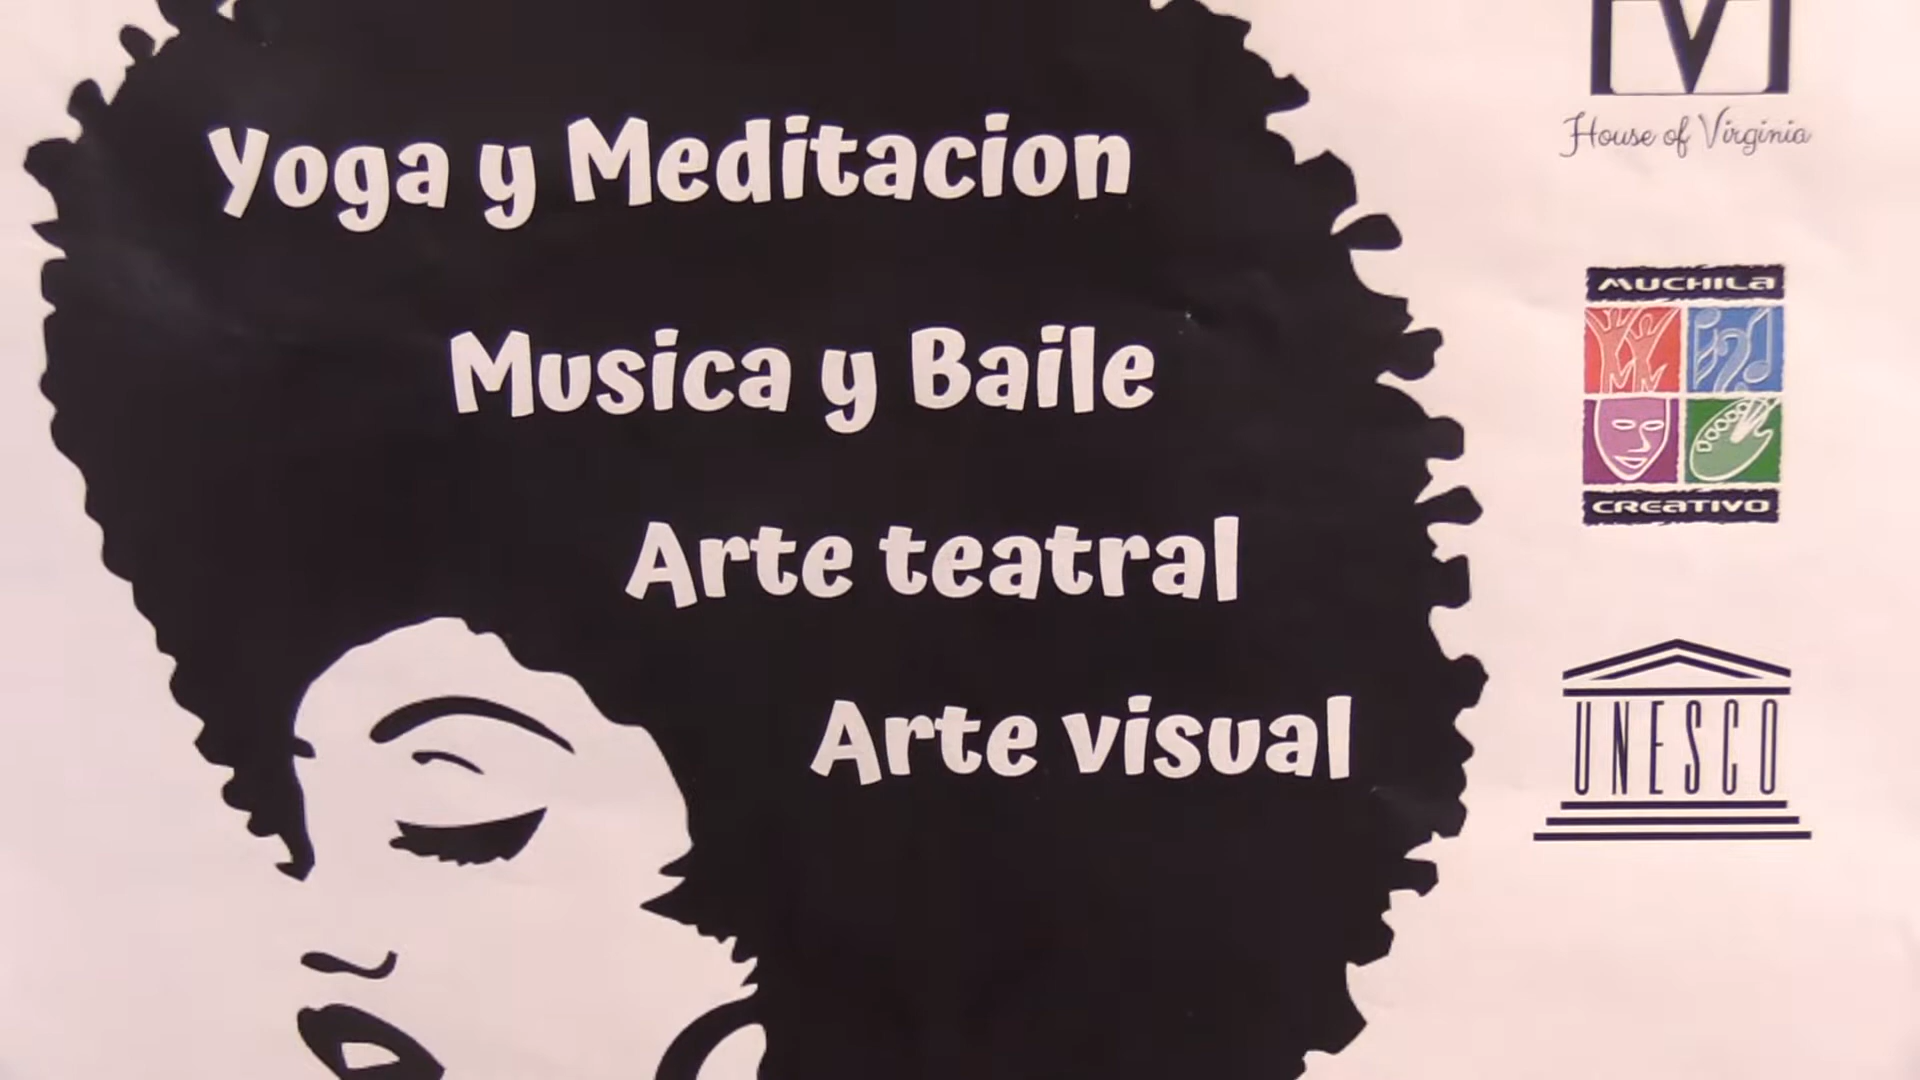 Yoga y Meditacion
Musica y Baile
Arte teatral
Arte visual
V
House of Virginia
MUCHILa
CREaTIVO
UNESCO